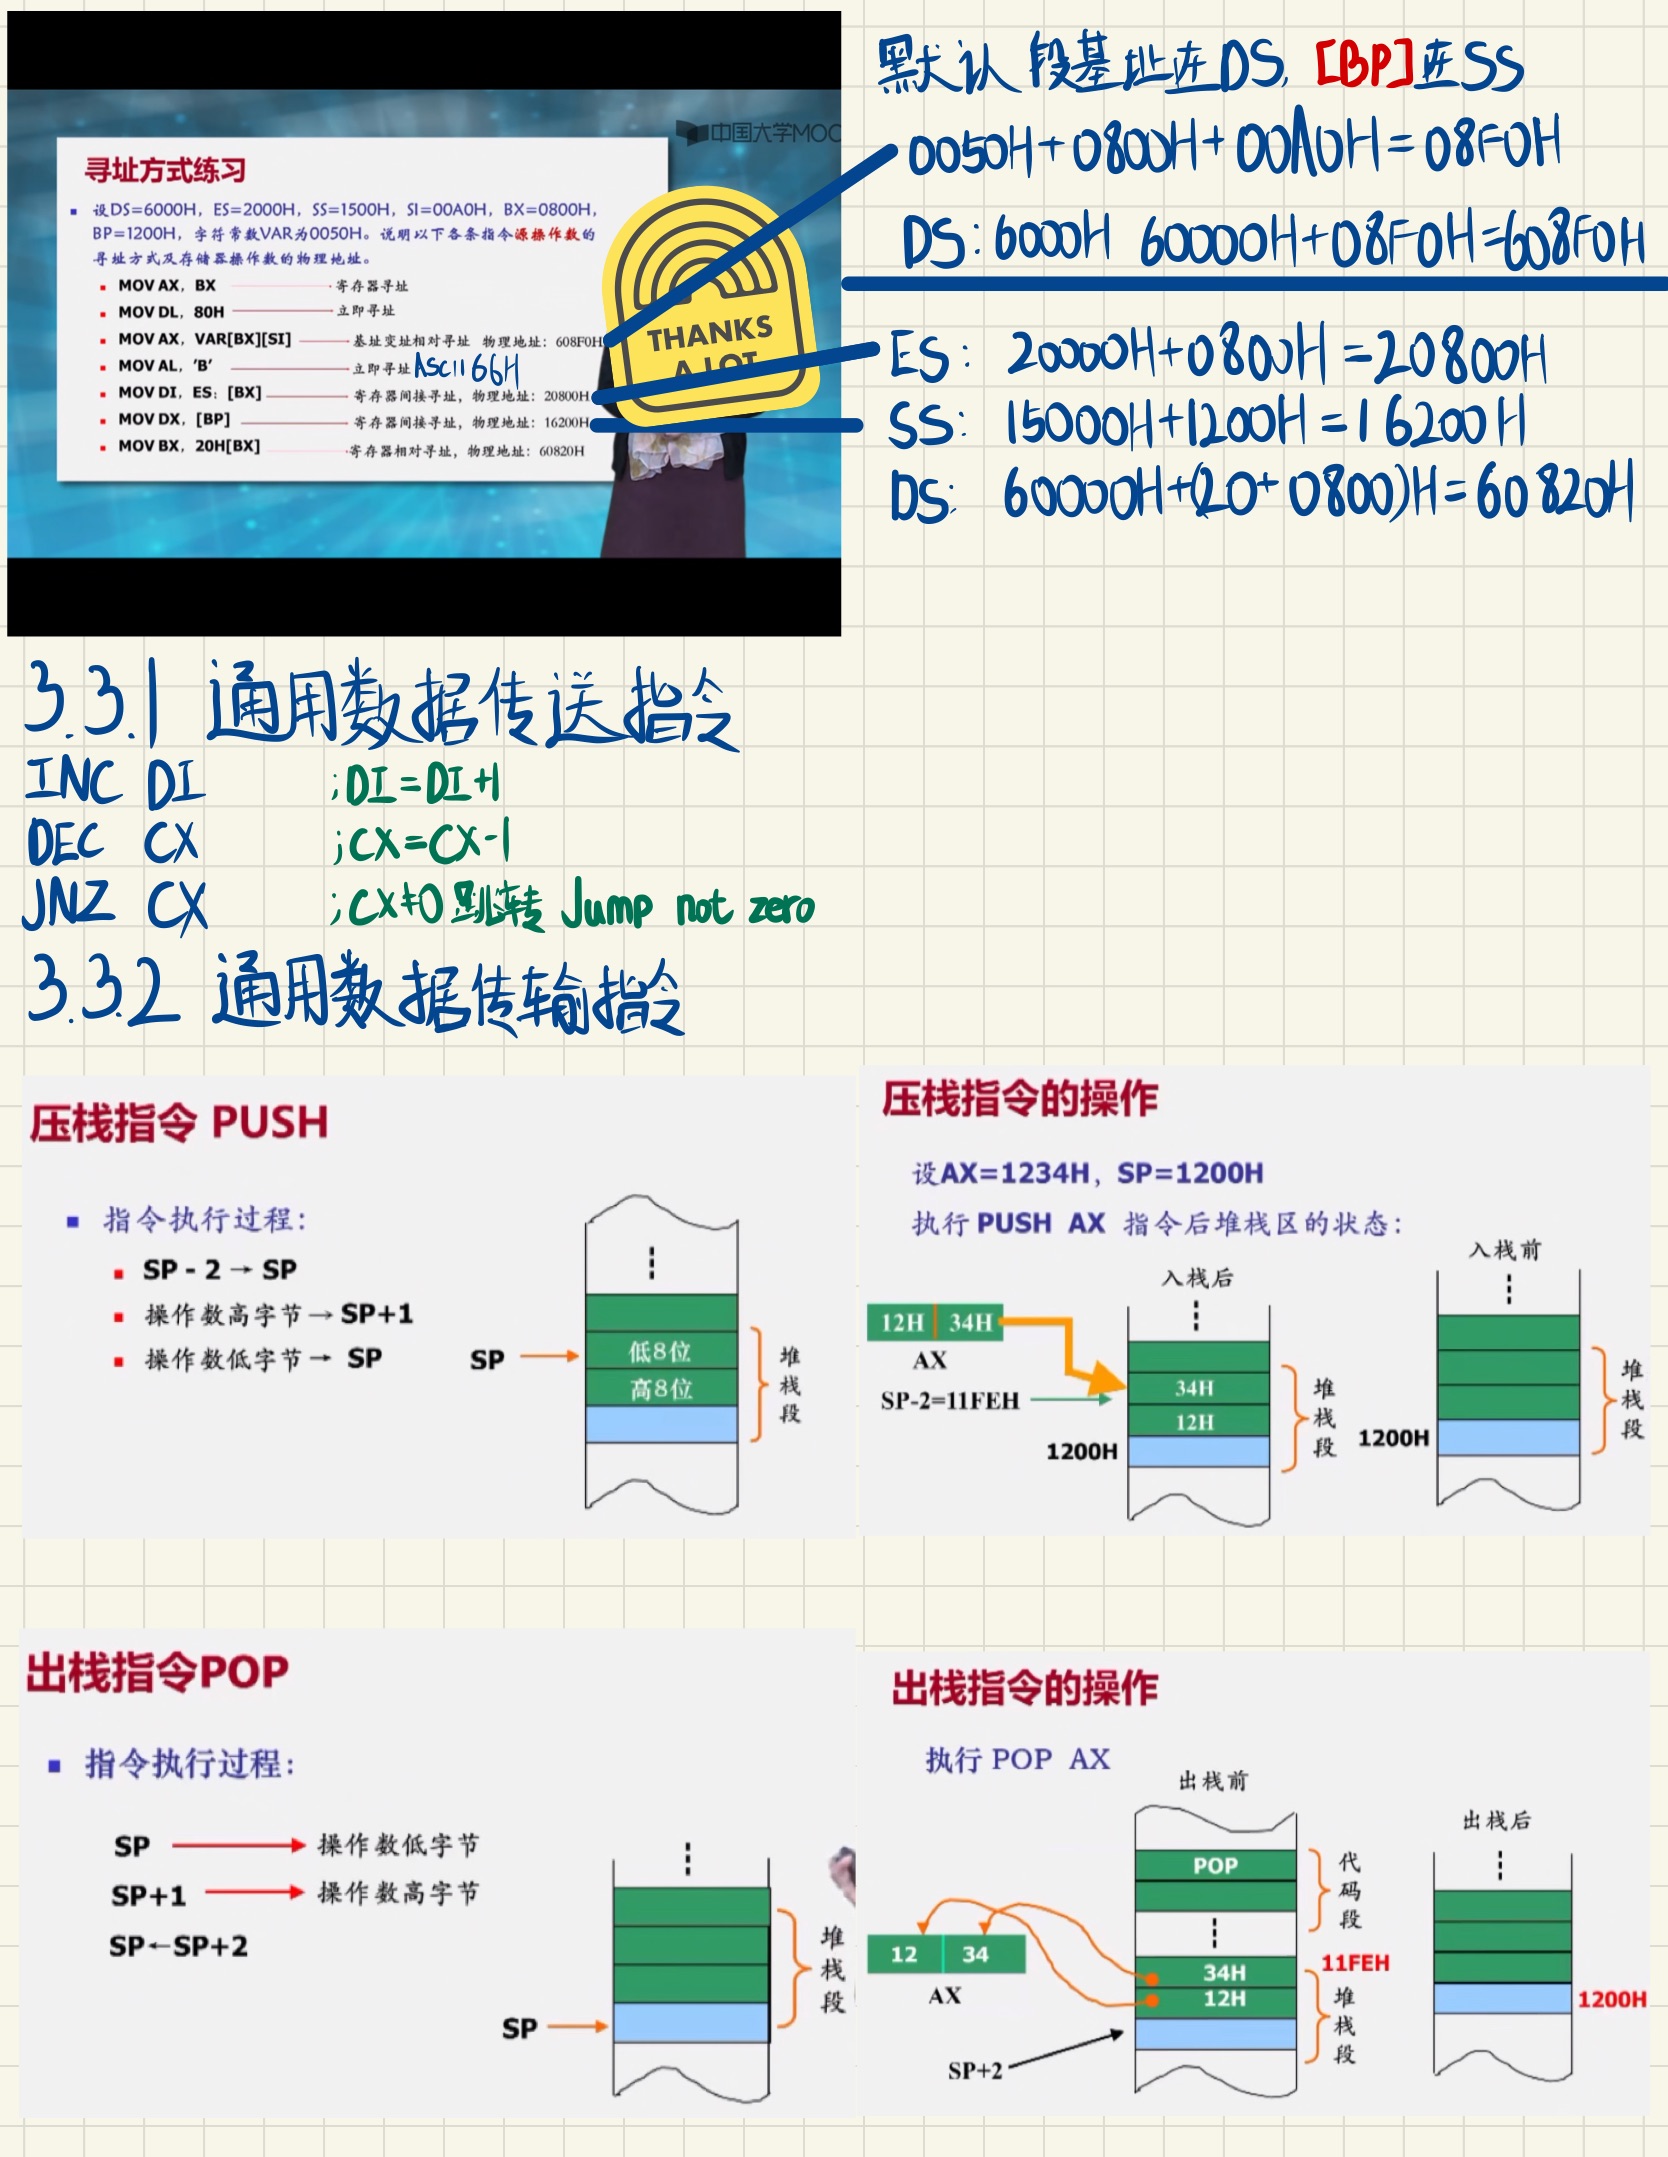 中国大学MOO
寻址方式练习
设DS=6000H，ES=2000H，SS=1500H，SI=00A0H，BX=0800H，
BP=1200H，字符常数VAR为0050H。说明以下各条指令源操作数的
寻址方式及存储器操作数的物理地址。
MOV AX，BX 寄存器寻址
MOV DL，80H 立即寻址
MOV AX，VAR[BX][SI] 基址变址相对寻址 物理地址：608F0H
MOV AL，'B' 立即寻址 ASCII 66H
MOV DI，ES：[BX] 寄存器间接寻址，物理地址：20800H
MOV DX，[BP] 寄存器间接寻址，物理地址：16200H
MOV BX，20H[BX] 寄存器相对寻址，物理地址：60820H
THANKS
A LOT
默认段基址在DS, [BP]在SS
0050H+0800H+00A0H=08F0H
DS:6000H 60000H+08F0H=608F0H
ES: 20000H+0800H=20800H
SS: 15000H+1200H=16200H
DS: 60000H+(20+0800)H=60820H
3.3.1 通用数据传送指令
INC DI ;DI=DI+1
DEC CX ;CX=CX-1
JNZ CX ;CX≠0 跳转 Jump not zero
3.3.2 通用数据传输指令
压栈指令 PUSH
指令执行过程：
SP - 2 → SP
操作数高字节→ SP+1
操作数低字节→ SP
SP
低8位
高8位
堆栈段
压栈指令的操作
设AX=1234H，SP=1200H
执行 PUSH AX 指令后堆栈区的状态：
入栈后
入栈前
12H 34H
AX
SP-2=11FEH
34H
12H
1200H
堆栈段
1200H
堆栈段
出栈指令POP
指令执行过程：
SP → 操作数低字节
SP+1 → 操作数高字节
SP←SP+2
SP
堆栈段
出栈指令的操作
执行 POP AX
出栈前
出栈后
POP
代码段
12 34
AX
34H
12H
11FEH
堆栈段
SP+2
1200H